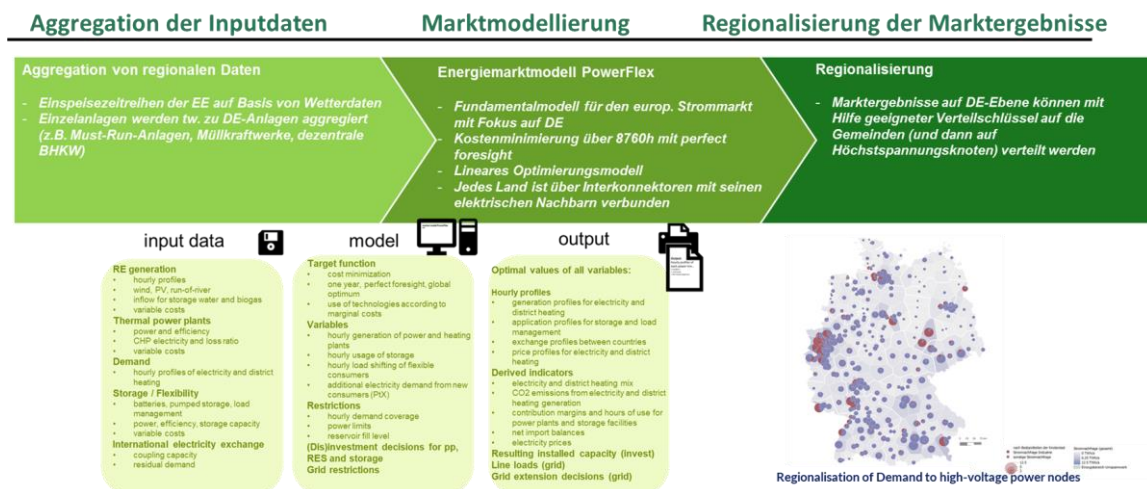 Aggregation der Inputdaten
Marktmodellierung
Regionalisierung der Marktergebnisse
Aggregation von regionalen Daten
- Einspeisezeitreihen der EE auf Basis von Wetterdaten
- Einzelanlagen werden tw. zu DE-Anlagen aggregiert
(z.B. Must-Run-Anlagen, Müllkraftwerke, dezentrale
BHKW)
Energiemarktmodell PowerFlex
- Fundamentalmodell für den europ. Strommarkt
mit Fokus auf DE
- Kostenminimierung über 8760h mit perfect
foresight
- Lineares Optimierungsmodell
- Jedes Land ist über Interkonnektoren mit seinen
elektrischen Nachbarn verbunden
Regionalisierung
- Marktergebnisse auf DE-Ebene können mit
Hilfe geeigneter Verteilschlüssel auf die
Gemeinden (und dann auf
Höchstspannungsknoten) verteilt werden
input data
RE generation
• hourly profiles
• wind, PV, run-of-river
• inflow for storage water and biogas
• variable costs
Thermal power plants
• power and efficiency
• CHP electricity and loss ratio
• variable costs
Demand
• hourly profiles of electricity and district
heating
Storage / Flexibility
• batteries, pumped storage, load
management
• power, efficiency, storage capacity
• variable costs
International electricity exchange
• coupling capacity
• residual demand
model
Target function
• cost minimization
• one year, perfect foresight, global
optimum
• use of technologies according to
marginal costs
Variables
• hourly generation of power and heating
plants
• hourly usage of storage
• hourly load shifting of flexible
consumers
• additional electricity demand from new
consumers (PtX)
Restrictions
• hourly demand coverage
• power limits
• reservoir fill level
(Dis)investment decisions for pp,
RES and storage
Grid restrictions
output
Optimal values of all variables:
Hourly profiles
• generation profiles for electricity and
district heating
• application profiles for storage and load
management
• exchange profiles between countries
• price profiles for electricity and district
heating
Derived indicators
• electricity and district heating mix
• CO2 emissions from electricity and district
heating generation
• contribution margins and hours of use for
power plants and storage facilities
• net import balances
• electricity prices
Resulting installed capacity (invest)
Line loads (grid)
Grid extension decisions (grid)
Regionalisation of Demand to high-voltage power nodes